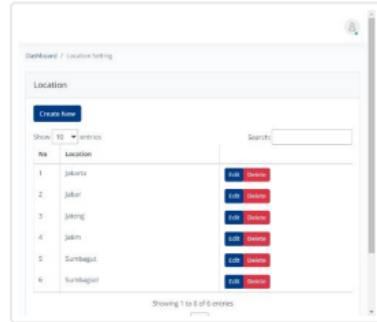 Dashboard / Location Setting
Location
Create New
Show 10 entries
Search:
No Location
1 Jakarta Edit Delete
2 Jabar Edit Delete
3 Jateng Edit Delete
4 Jatim Edit Delete
5 Sumbagut Edit Delete
6 Sumbagsel Edit Delete
Showing 1 to 6 of 6 entries